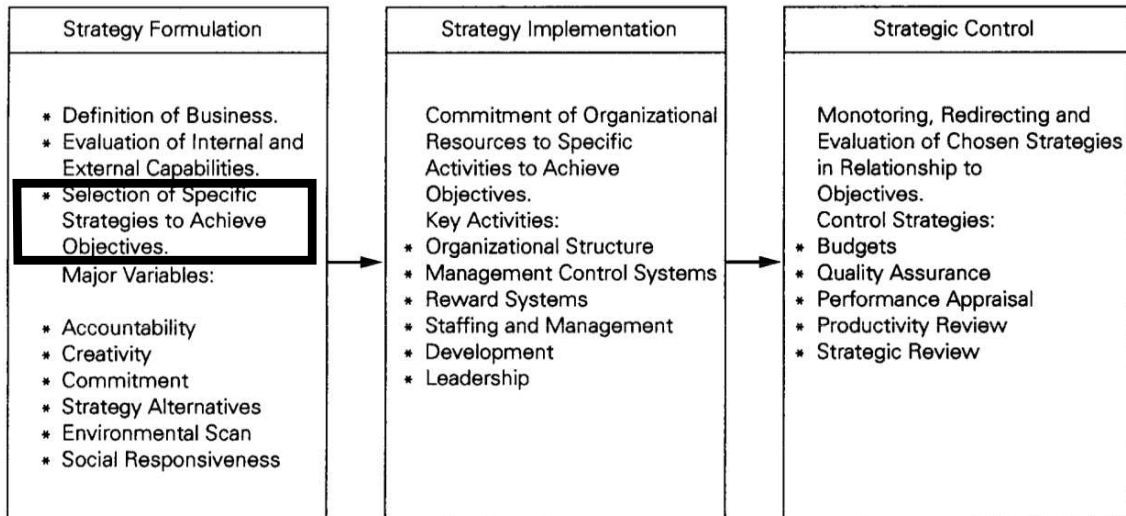 Strategy Formulation
* Definition of Business.
* Evaluation of Internal and
External Capabilities.
* Selection of Specific
Strategies to Achieve
Objectives.
Major Variables:
* Accountability
* Creativity
* Commitment
* Strategy Alternatives
* Environmental Scan
* Social Responsiveness
Strategy Implementation
Commitment of Organizational
Resources to Specific
Activities to Achieve
Objectives.
Key Activities:
* Organizational Structure
* Management Control Systems
* Reward Systems
* Staffing and Management
* Development
* Leadership
Strategic Control
Monotoring, Redirecting and
Evaluation of Chosen Strategies
in Relationship to
Objectives.
Control Strategies:
* Budgets
* Quality Assurance
* Performance Appraisal
* Productivity Review
* Strategic Review